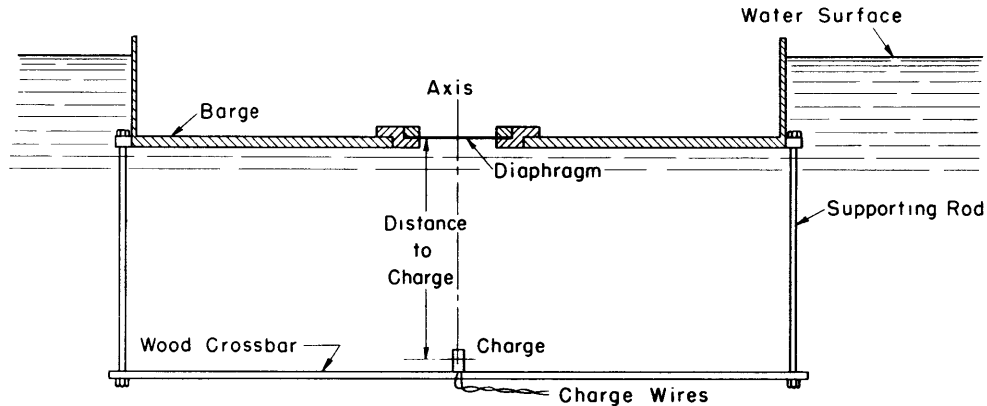 Water Surface
Axis
Barge
Diaphragm
Distance
to
Charge
Supporting Rod
Wood Crossbar
Charge
Charge Wires